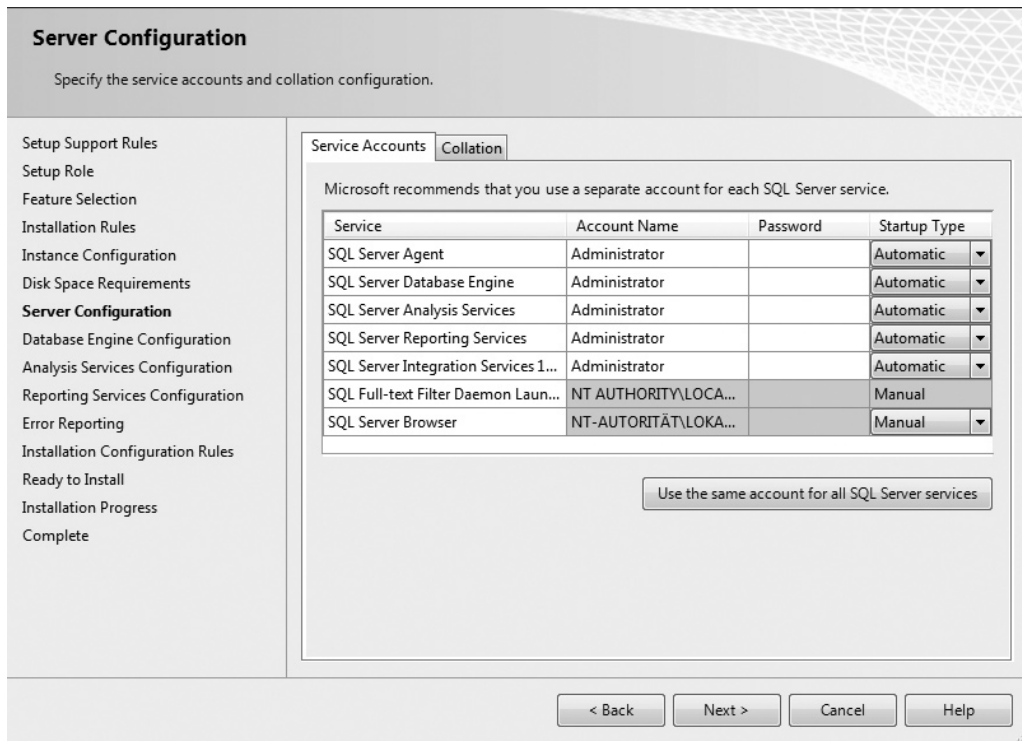 Server Configuration
Specify the service accounts and collation configuration.
Setup Support Rules
Setup Role
Feature Selection
Installation Rules
Instance Configuration
Disk Space Requirements
Server Configuration
Database Engine Configuration
Analysis Services Configuration
Reporting Services Configuration
Error Reporting
Installation Configuration Rules
Ready to Install
Installation Progress
Complete
Service Accounts Collation
Microsoft recommends that you use a separate account for each SQL Server service.
Service Account Name Password Startup Type
SQL Server Agent Administrator Automatic
SQL Server Database Engine Administrator Automatic
SQL Server Analysis Services Administrator Automatic
SQL Server Reporting Services Administrator Automatic
SQL Server Integration Services 1... Administrator Automatic
SQL Full-text Filter Daemon Laun... NT AUTHORITY\LOCA... Manual
SQL Server Browser NT-AUTORITÄT\LOKA... Manual
Use the same account for all SQL Server services
< Back Next > Cancel Help